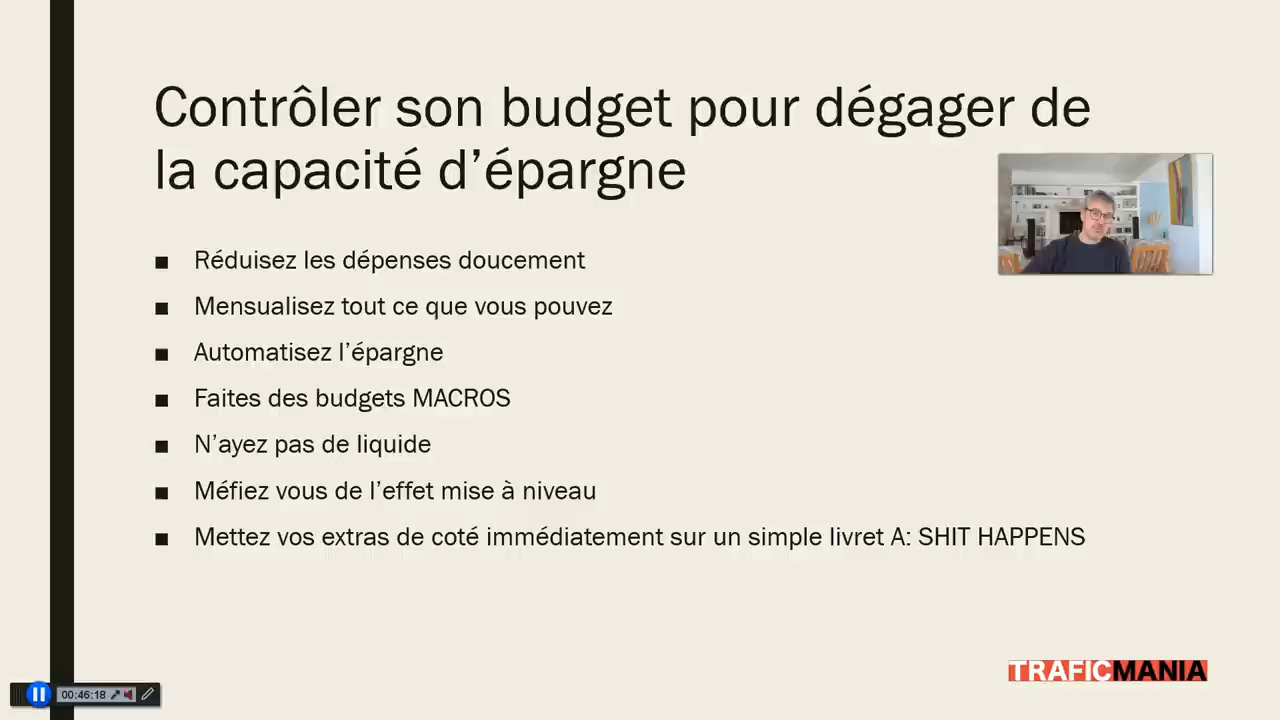 Contrôler son budget pour dégager de
la capacité d’épargne
■ Réduisez les dépenses doucement
■ Mensualisez tout ce que vous pouvez
■ Automatisez l’épargne
■ Faites des budgets MACROS
■ N’ayez pas de liquide
■ Méfiez vous de l’effet mise à niveau
■ Mettez vos extras de coté immédiatement sur un simple livret A: SHIT HAPPENS
TRAFICMANIA
00:46:18